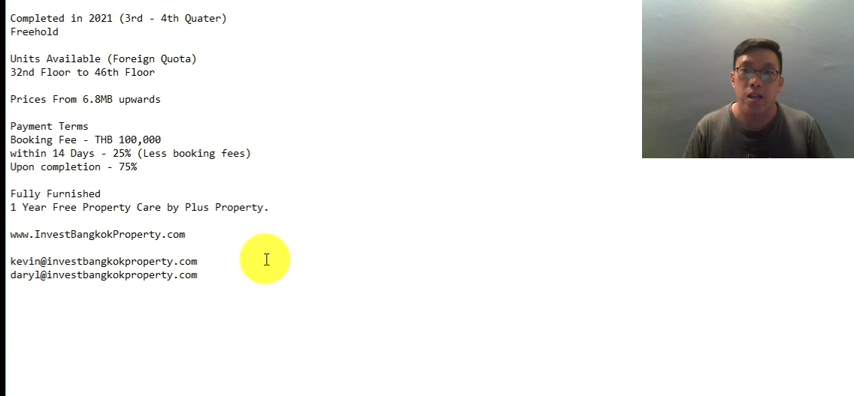 Completed in 2021 (3rd - 4th Quater)
Freehold
Units Available (Foreign Quota)
32nd Floor to 46th Floor
Prices From 6.8MB upwards
Payment Terms
Booking Fee - THB 100,000
within 14 Days - 25% (Less booking fees)
Upon completion - 75%
Fully Furnished
1 Year Free Property Care by Plus Property.
www.InvestBangkokProperty.com
kevin@investbangkokproperty.com
daryl@investbangkokproperty.com